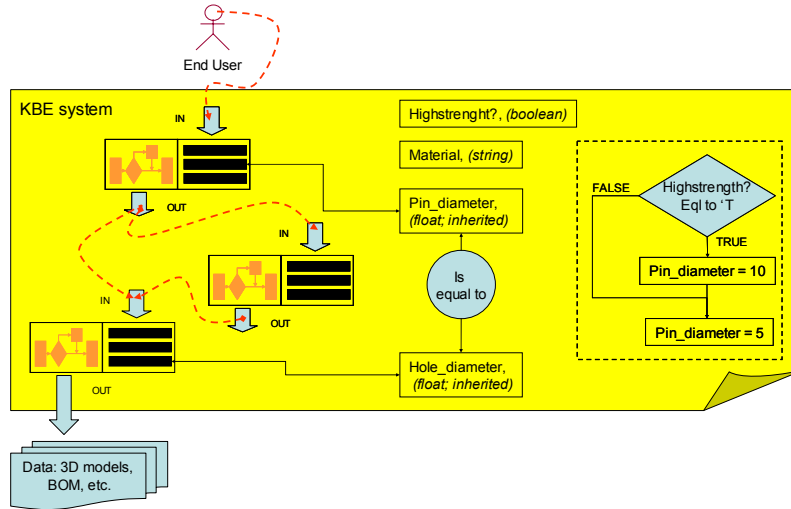 End User
KBE system
IN
Highstrenght?, (boolean)
Material, (string)
Pin_diameter,
(float; inherited)
OUT
IN
Is
equal to
IN
OUT
Hole_diameter,
(float; inherited)
OUT
FALSE
Highstrength?
Eql to ‘T
TRUE
Pin_diameter = 10
Pin_diameter = 5
Data: 3D models,
BOM, etc.